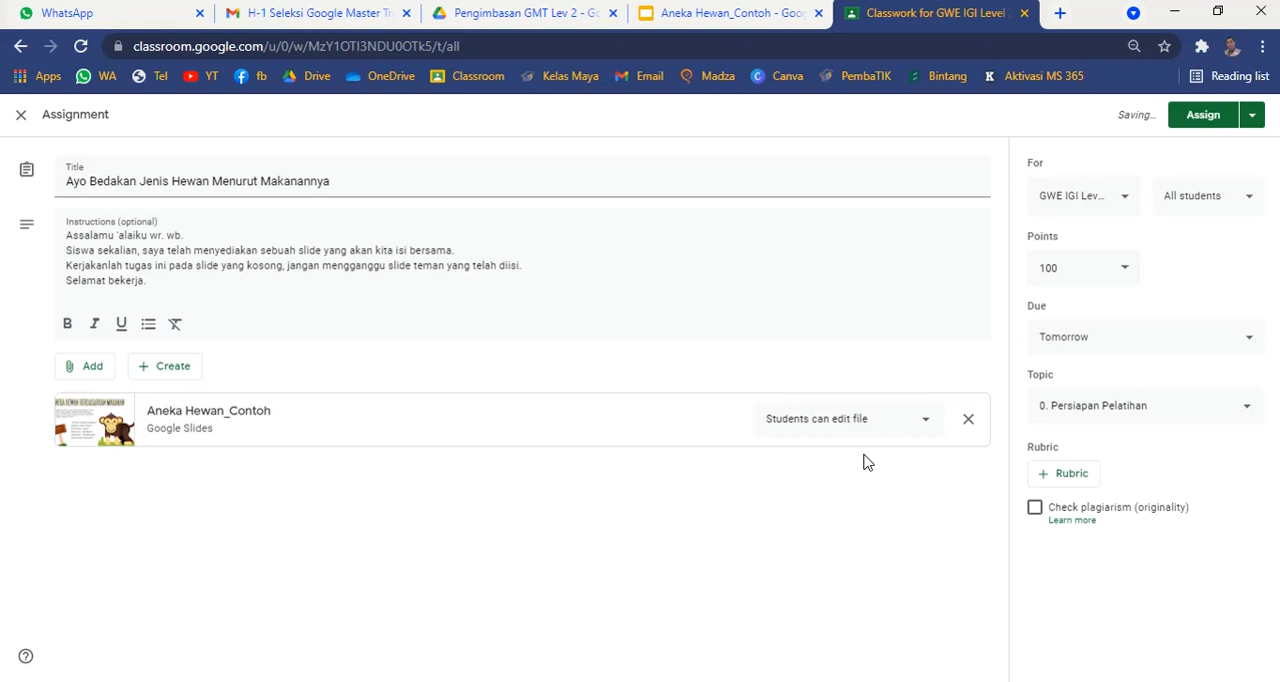 WhatsApp
H-1 Seleksi Google Master Tr
Pengimbasan GMT Lev 2 - Go
Aneka Hewan_Contoh - Goog
Classwork for GWE IGI Level 2
classroom.google.com/u/0/w/MzY1OTI3NDU0OTk5/t/all
Apps
WA
Tel
YT
fb
Drive
OneDrive
Classroom
Kelas Maya
Email
Madza
Canva
PembaTIK
Bintang
Aktivasi MS 365
Reading list
Assignment
Saving...
Assign
Title
Ayo Bedakan Jenis Hewan Menurut Makanannya
Instructions (optional)
Assalamu 'alaiku wr. wb.
Siswa sekalian, saya telah menyediakan sebuah slide yang akan kita isi bersama.
Kerjakanlah tugas ini pada slide yang kosong, jangan mengganggu slide teman yang telah diisi.
Selamat bekerja.
B I U
Add
Create
Aneka Hewan_Contoh
Google Slides
Students can edit file
For
GWE IGI Lev...
All students
Points
100
Due
Tomorrow
Topic
0. Persiapan Pelatihan
Rubric
Rubric
Check plagiarism (originality)
Learn more